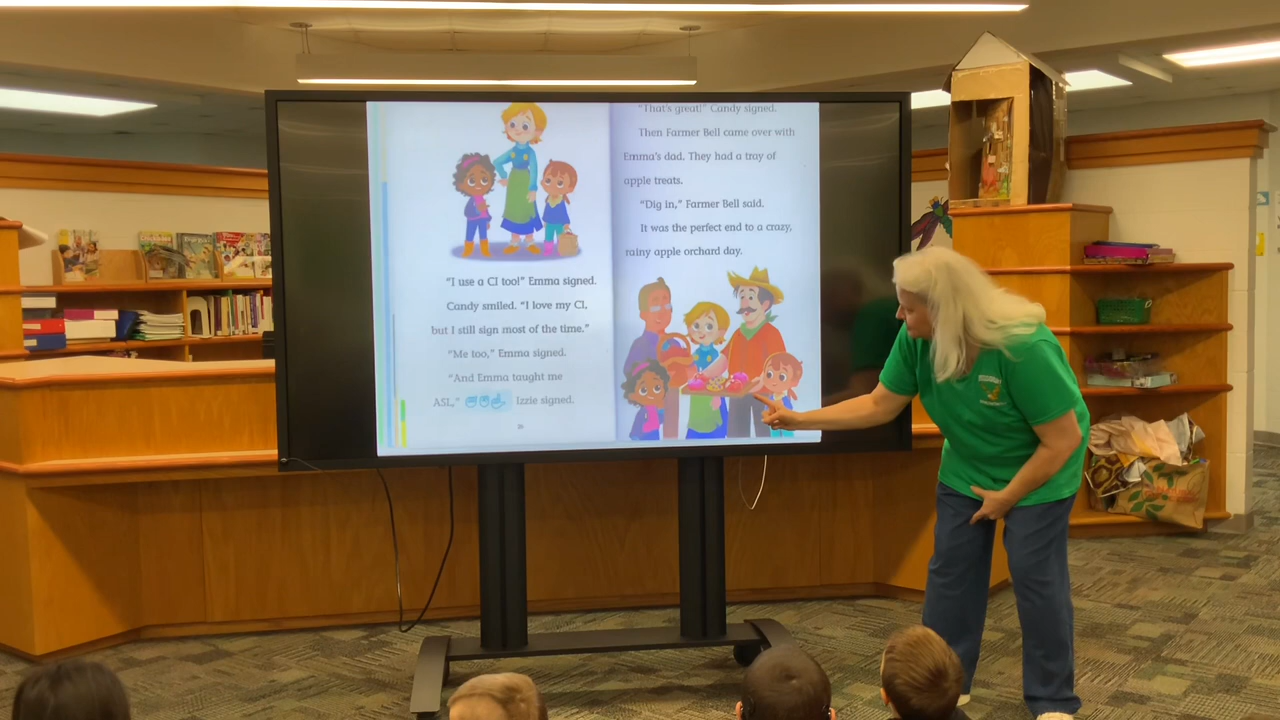 "I use a CI too!" Emma signed.
Candy smiled. "I love my CI,
but I still sign most of the time."
"Me too," Emma signed.
"And Emma taught me
ASL," Izzie signed.
"That's great!" Candy signed.
Then Farmer Bell came over with
Emma's dad. They had a tray of
apple treats.
"Dig in," Farmer Bell said.
It was the perfect end to a crazy,
rainy apple orchard day.